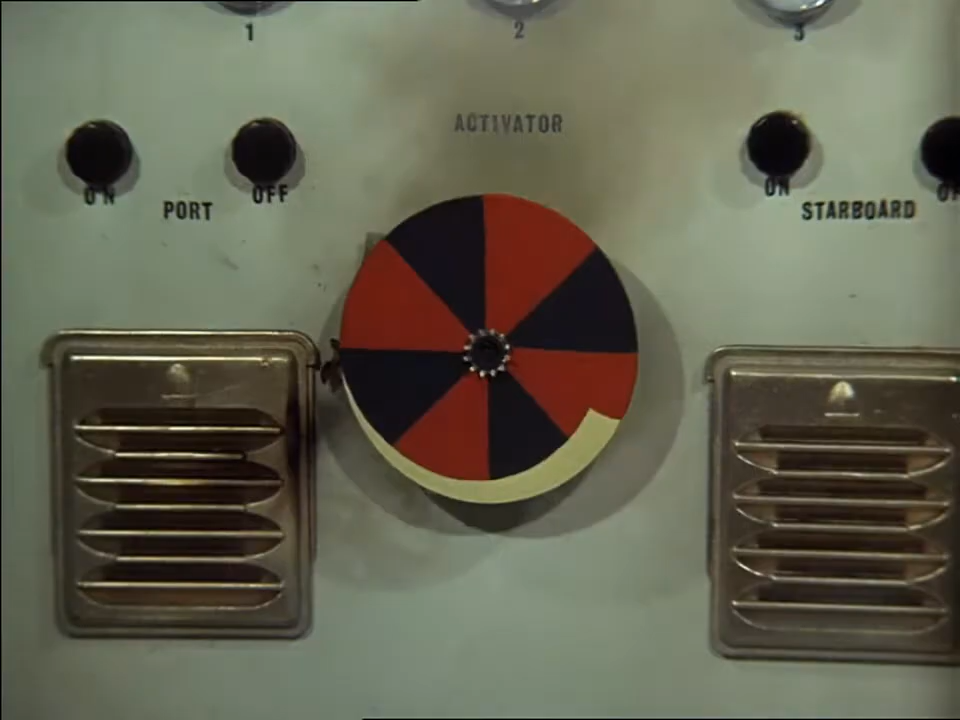 1
2
3
ACTIVATOR
ON
OFF
PORT
ON
STARBOARD